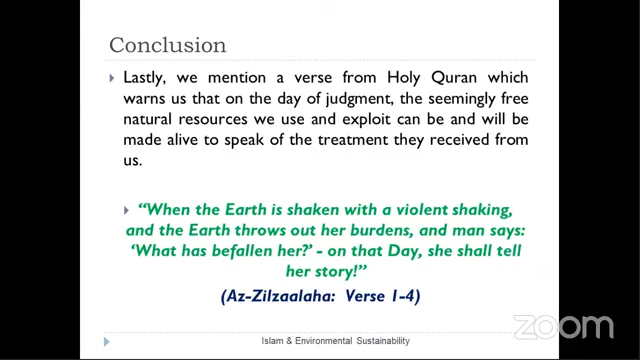 Conclusion
Lastly, we mention a verse from Holy Quran which
warns us that on the day of judgment, the seemingly free
natural resources we use and exploit can be and will be
made alive to speak of the treatment they received from
us.
“When the Earth is shaken with a violent shaking,
and the Earth throws out her burdens, and man says:
‘What has befallen her?’ - on that Day, she shall tell
her story!”
(Az-Zilzaalaha: Verse 1-4)
zoom
Islam & Environmental Sustainability